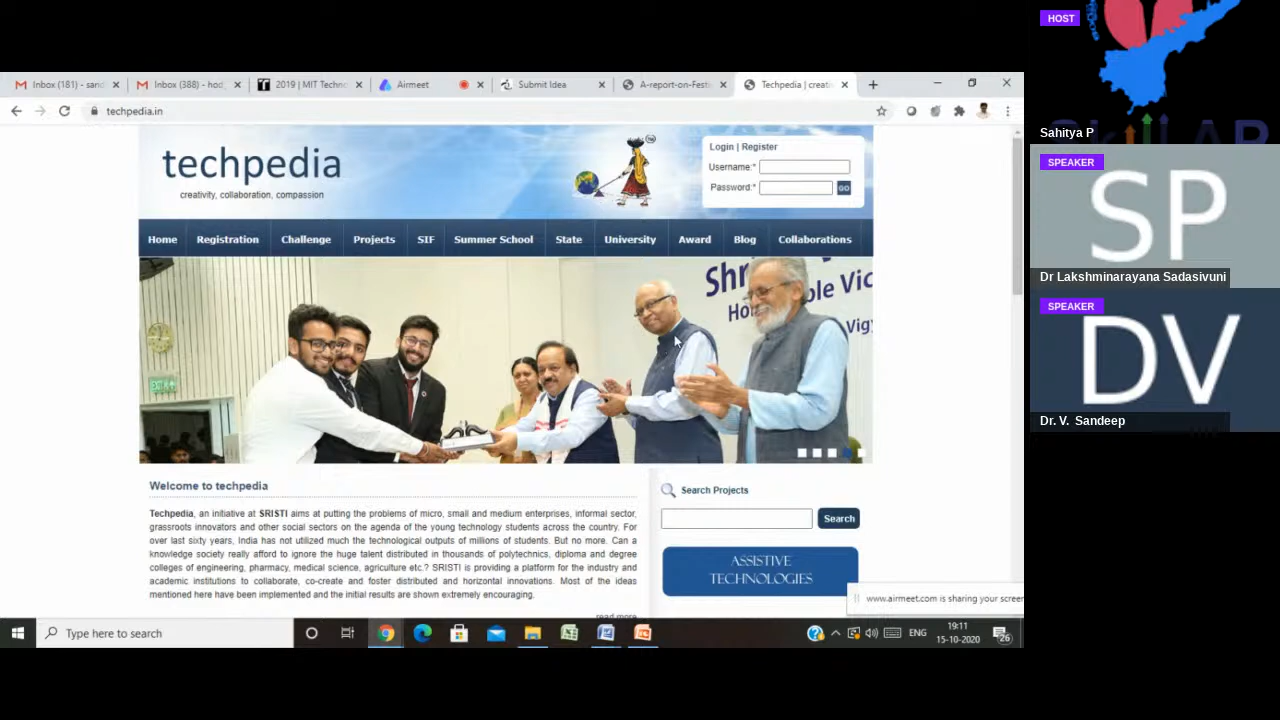 Inbox (181) - sand
Inbox (388) - hod
2019 | MIT Techno
Airmeet
Submit Idea
A-report-on-Festi
Techpedia | creati
techpedia.in
techpedia
creativity, collaboration, compassion
Login | Register
Username:*
Password:*
GO
Home
Registration
Challenge
Projects
SIF
Summer School
State
University
Award
Blog
Collaborations
Shr
Ho
ble Vic
Vigy
Welcome to techpedia
Techpedia, an initiative at SRISTI aims at putting the problems of micro, small and medium enterprises, informal sector,
grassroots innovators and other social sectors on the agenda of the young technology students across the country. For
over last sixty years, India has not utilized much the technological outputs of millions of students. But no more. Can a
knowledge society really afford to ignore the huge talent distributed in thousands of polytechnics, diploma and degree
colleges of engineering, pharmacy, medical science, agriculture etc.? SRISTI is providing a platform for the industry and
academic institutions to collaborate, co-create and foster distributed and horizontal innovations. Most of the ideas
mentioned here have been implemented and the initial results are shown extremely encouraging.
read more
Search Projects
Search
ASSISTIVE
TECHNOLOGIES
www.airmeet.com is sharing your screen
Type here to search
ENG
19:11
15-10-2020
26
HOST
Sahitya P
SPEAKER
SP
Dr Lakshminarayana Sadasivuni
SPEAKER
DV
Dr. V. Sandeep